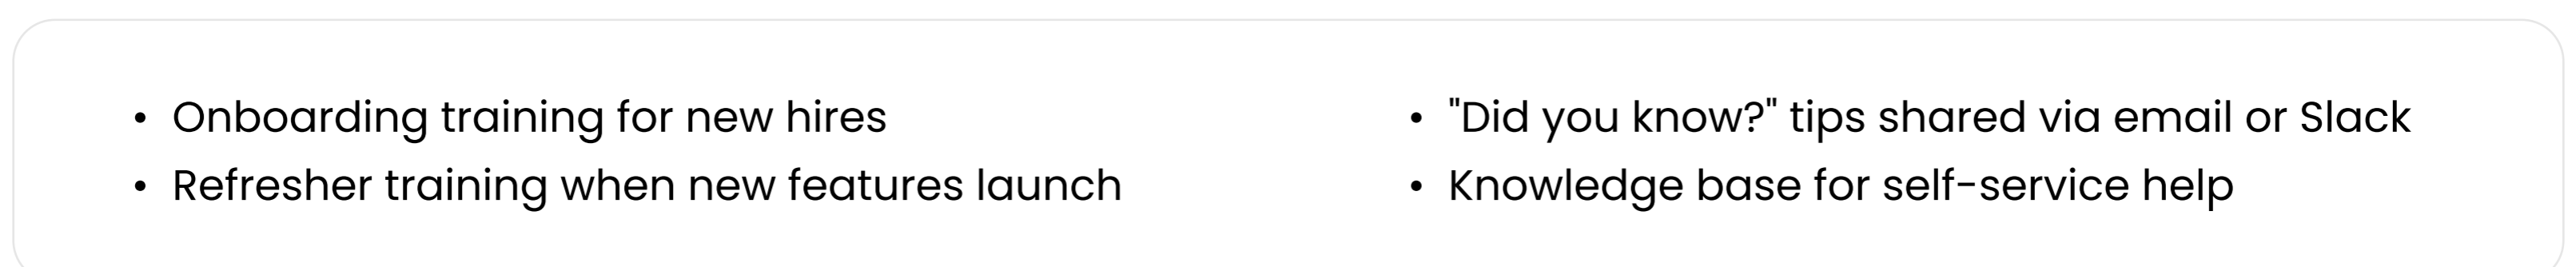 • Onboarding training for new hires
• Refresher training when new features launch
• "Did you know?" tips shared via email or Slack
• Knowledge base for self-service help